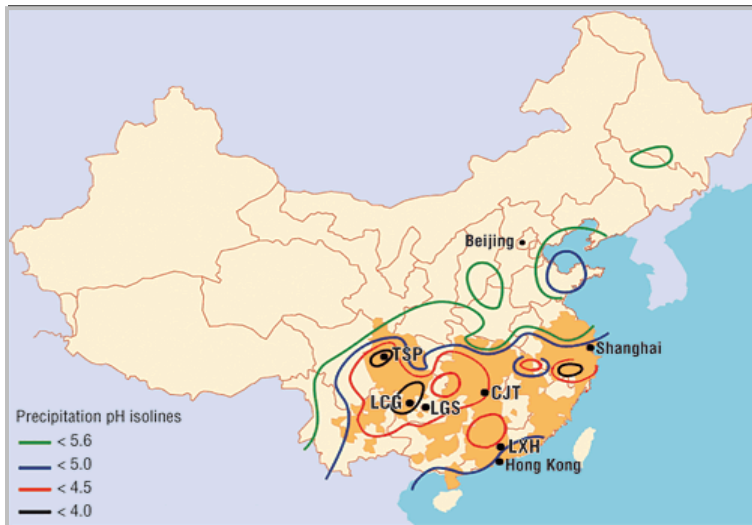 Beijing
Shanghai
TSP
LCG
LGS
CJT
LXH
Hong Kong
Precipitation pH isolines
< 5.6
< 5.0
< 4.5
< 4.0